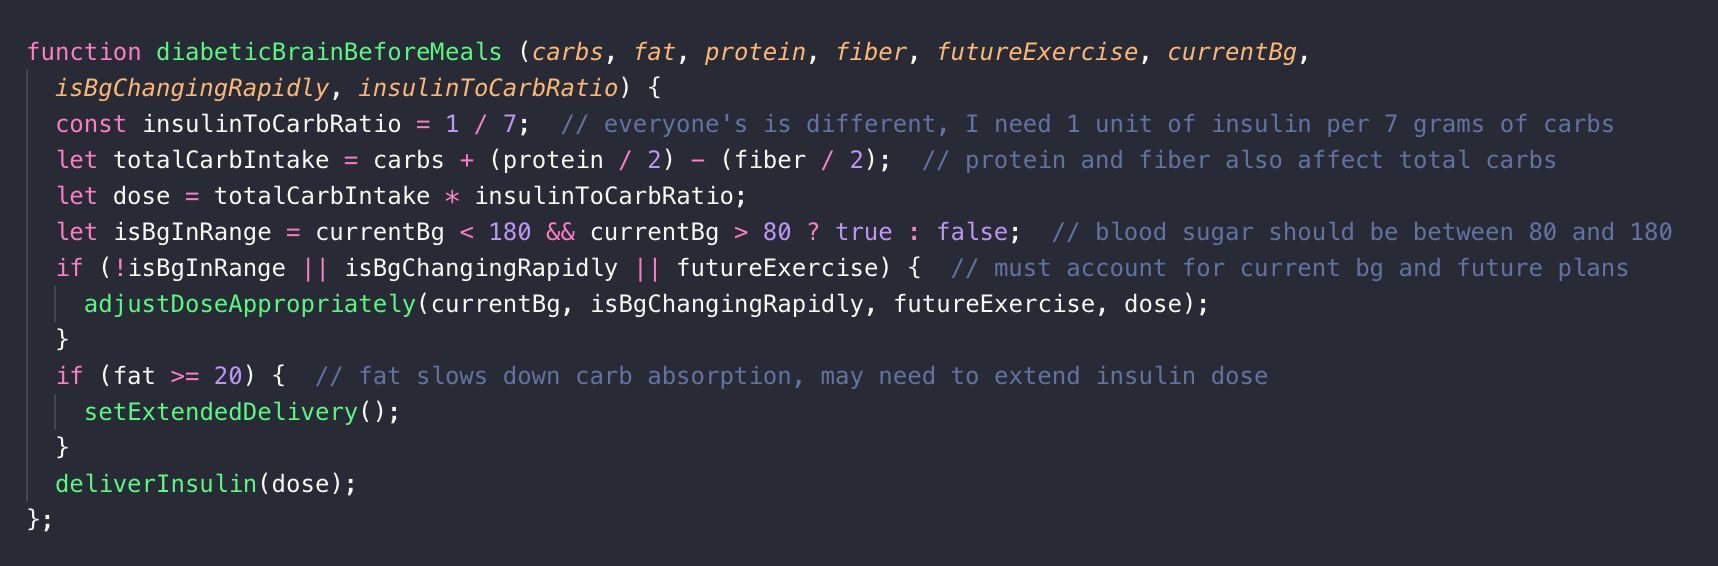 function diabeticBrainBeforeMeals (carbs, fat, protein, fiber, futureExercise, currentBg,
isBgChangingRapidly, insulinToCarbRatio) {
const insulinToCarbRatio = 1 / 7;  // everyone's is different, I need 1 unit of insulin per 7 grams of carbs
let totalCarbIntake = carbs + (protein / 2) − (fiber / 2);  // protein and fiber also affect total carbs
let dose = totalCarbIntake * insulinToCarbRatio;
let isBgInRange = currentBg < 180 && currentBg > 80 ? true : false;  // blood sugar should be between 80 and 180
if (!isBgInRange || isBgChangingRapidly || futureExercise) {  // must account for current bg and future plans
adjustDoseAppropriately(currentBg, isBgChangingRapidly, futureExercise, dose);
}
if (fat >= 20) {  // fat slows down carb absorption, may need to extend insulin dose
setExtendedDelivery();
}
deliverInsulin(dose);
};